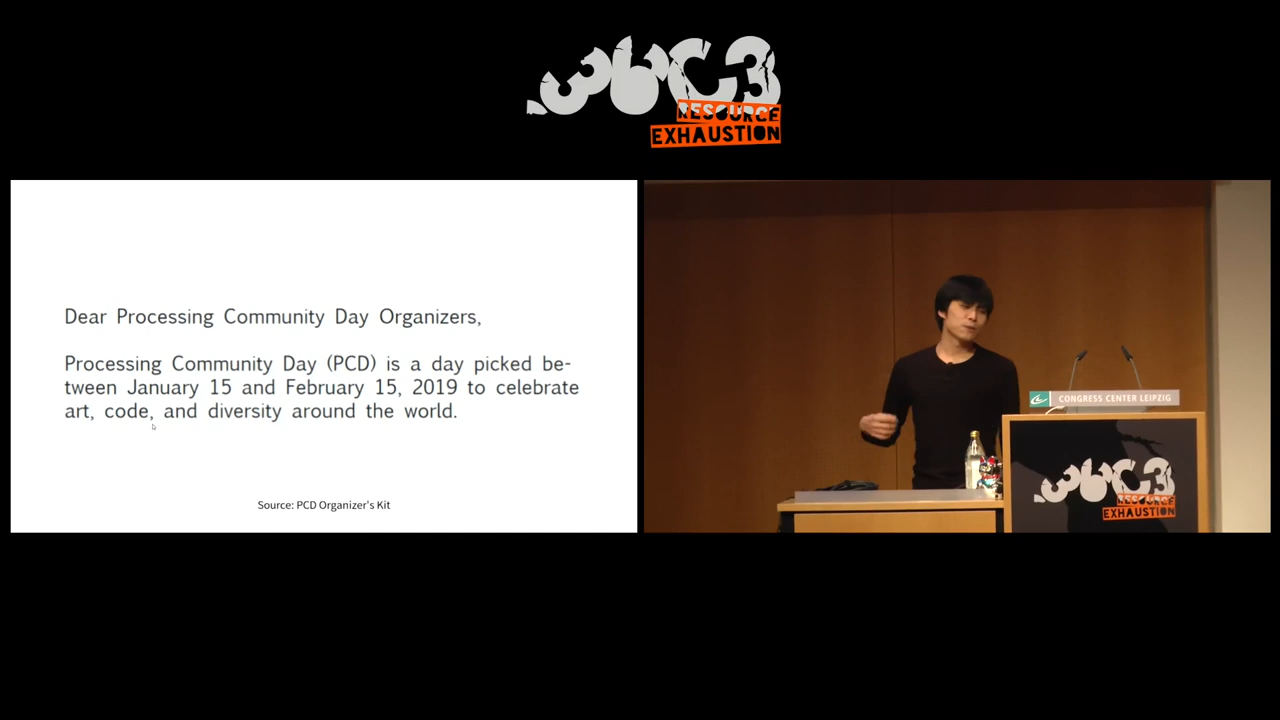 36C3
RESOURCE
EXHAUSTION
Dear Processing Community Day Organizers,
Processing Community Day (PCD) is a day picked be-
tween January 15 and February 15, 2019 to celebrate
art, code, and diversity around the world.
Source: PCD Organizer's Kit
CONGRESS CENTER LEIPZIG
36C3
RESOURCE
EXHAUSTION